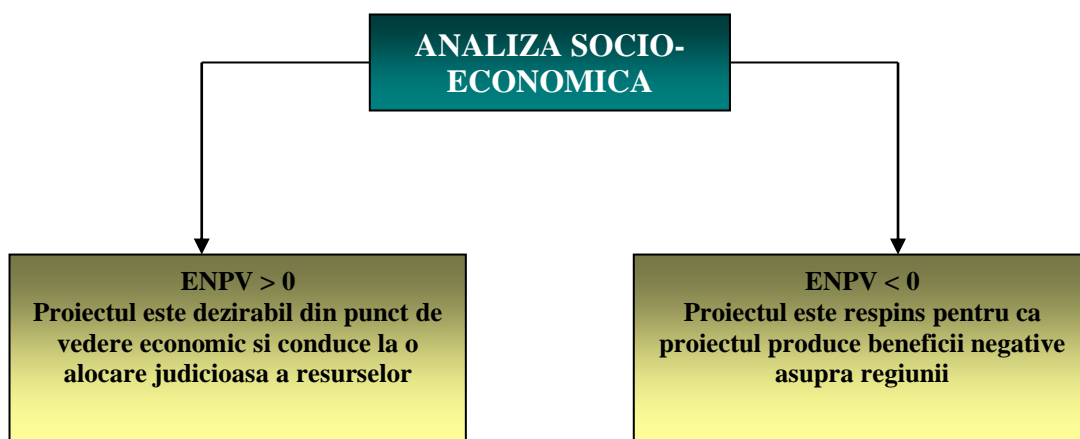 ANALIZA SOCIO-
ECONOMICA
ENPV > 0
Proiectul este dezirabil din punct de
vedere economic si conduce la o
alocare judicioasa a resurselor
ENPV < 0
Proiectul este respins pentru ca
proiectul produce beneficii negative
asupra regiunii